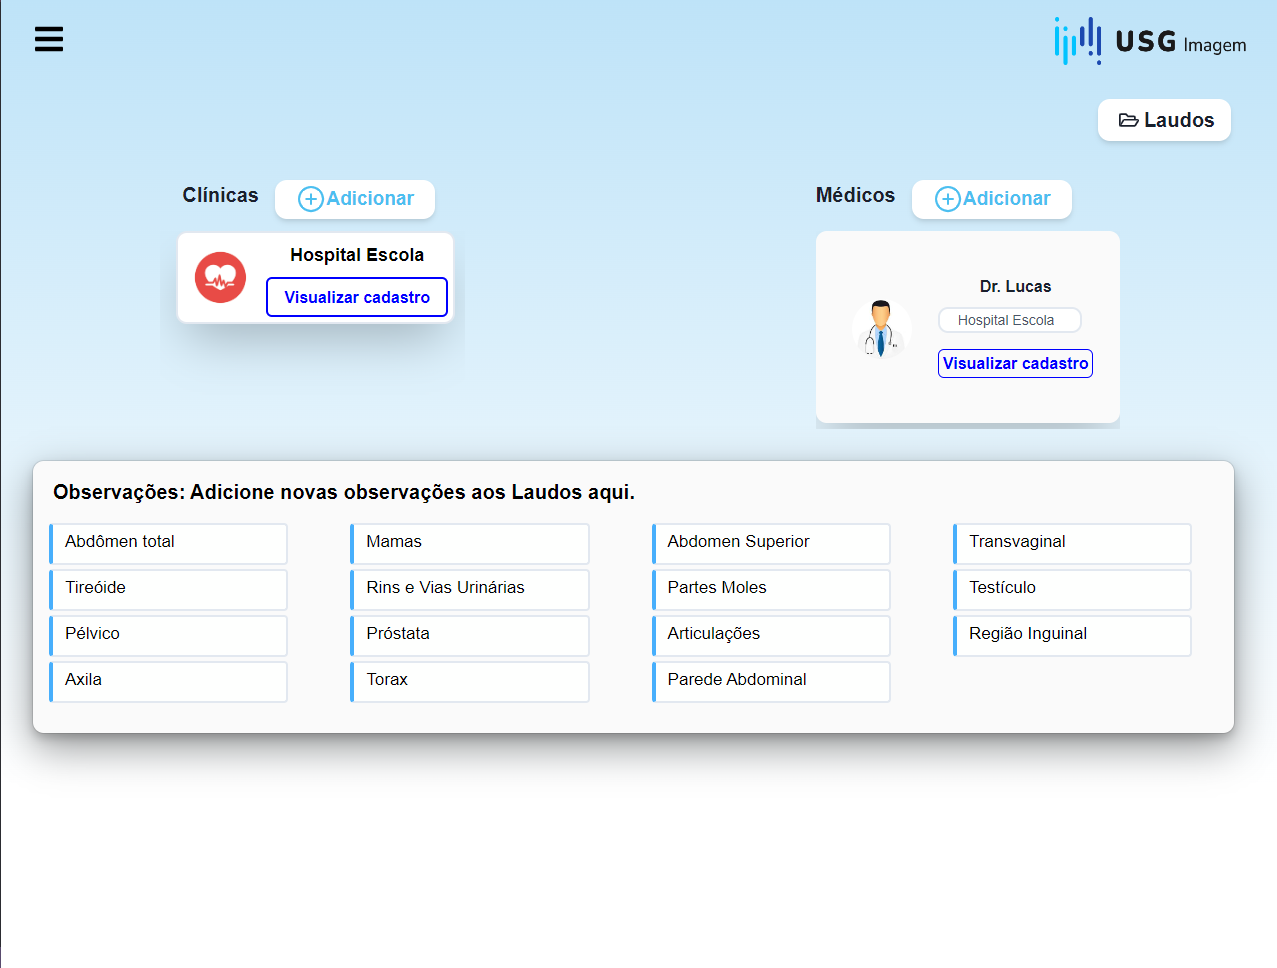 USG Imagem
Laudos
Clínicas
Adicionar
Hospital Escola
Visualizar cadastro
Médicos
Adicionar
Dr. Lucas
Hospital Escola
Visualizar cadastro
Observações: Adicione novas observações aos Laudos aqui.
Abdômen total
Mamas
Abdomen Superior
Transvaginal
Tireóide
Rins e Vias Urinárias
Partes Moles
Testículo
Pélvico
Próstata
Articulações
Região Inguinal
Axila
Torax
Parede Abdominal